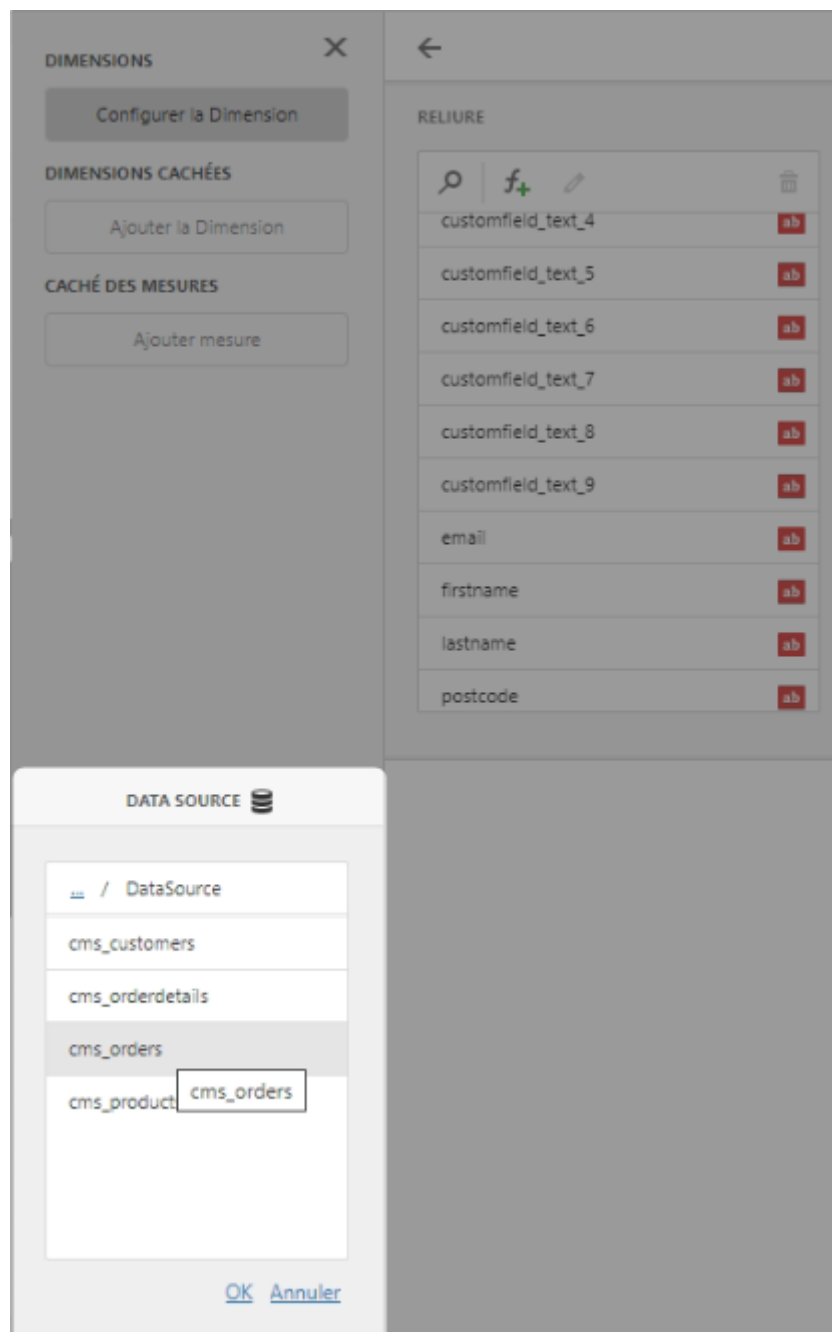 DIMENSIONS
Configurer la Dimension
DIMENSIONS CACHÉES
Ajouter la Dimension
CACHÉ DES MESURES
Ajouter mesure
RELIURE
customfield_text_4 ab
customfield_text_5 ab
customfield_text_6 ab
customfield_text_7 ab
customfield_text_8 ab
customfield_text_9 ab
email ab
firstname ab
lastname ab
postcode ab
DATA SOURCE
... / DataSource
cms_customers
cms_orderdetails
cms_orders
cms_orders
cms_product
OK Annuler